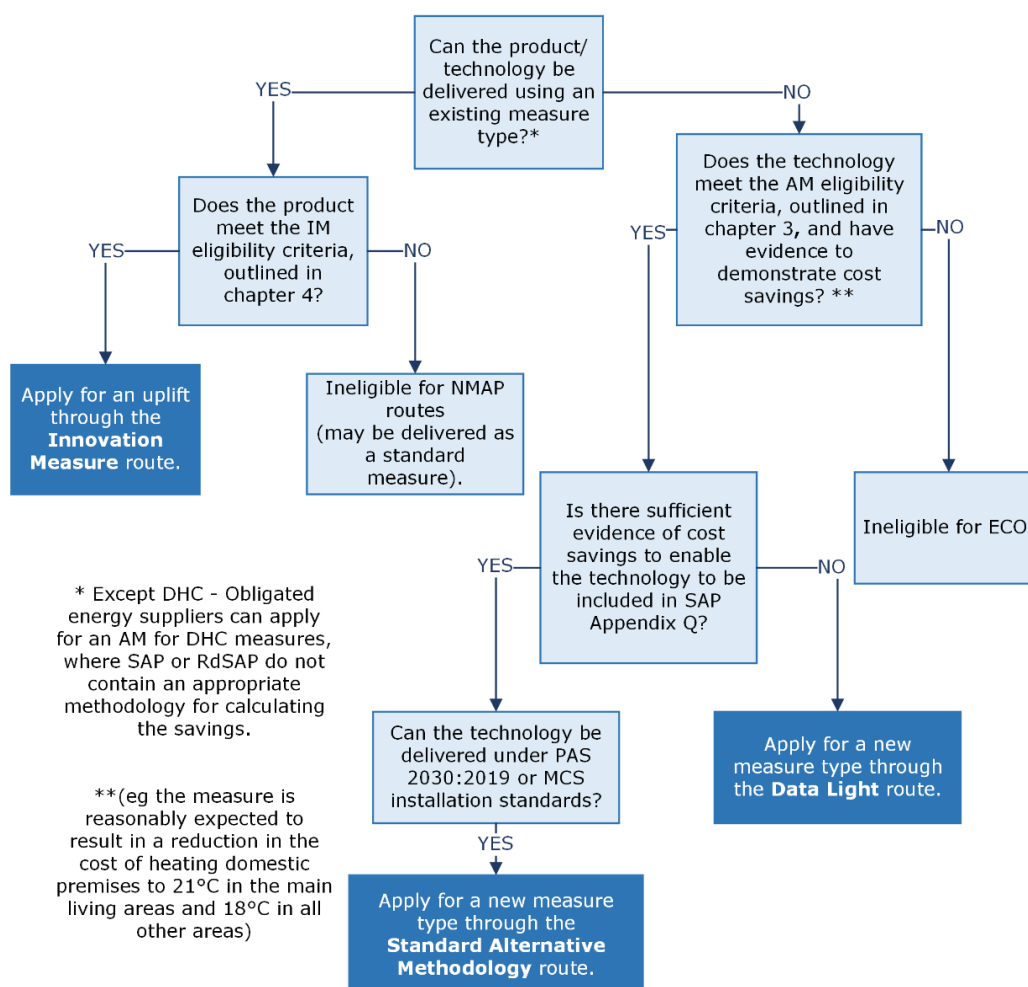 Can the product/
technology be
delivered using an
existing measure
type?*
YES
NO
Does the product
meet the IM
eligibility criteria,
outlined in
chapter 4?
Does the technology
meet the AM eligibility
criteria, outlined in
chapter 3, and have
evidence to
demonstrate cost
savings? **
YES
NO
YES
NO
Apply for an uplift
through the
Innovation
Measure route.
Ineligible for NMAP
routes
(may be delivered as
a standard
measure).
Is there sufficient
evidence of cost
savings to enable
the technology to be
included in SAP
Appendix Q?
Ineligible for ECO
YES
NO
* Except DHC - Obligated
energy suppliers can apply
for an AM for DHC measures,
where SAP or RdSAP do not
contain an appropriate
methodology for calculating
the savings.
Can the technology be
delivered under PAS
2030:2019 or MCS
installation standards?
Apply for a new
measure type through
the Data Light route.
**(eg the measure is
reasonably expected to
result in a reduction in the
cost of heating domestic
premises to 21°C in the main
living areas and 18°C in all
other areas)
YES
Apply for a new measure
type through the
Standard Alternative
Methodology route.